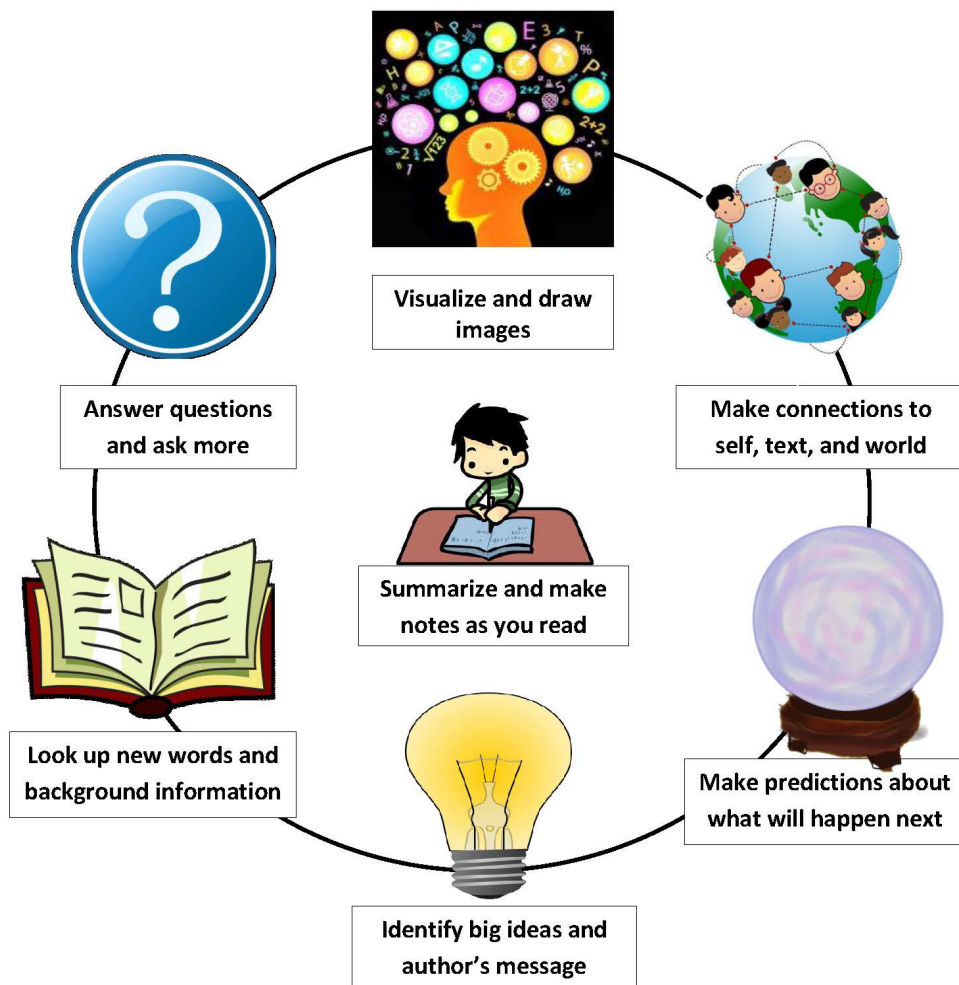 Visualize and draw
images
Answer questions
and ask more
Make connections to
self, text, and world
Summarize and make
notes as you read
Look up new words and
background information
Make predictions about
what will happen next
Identify big ideas and
author's message